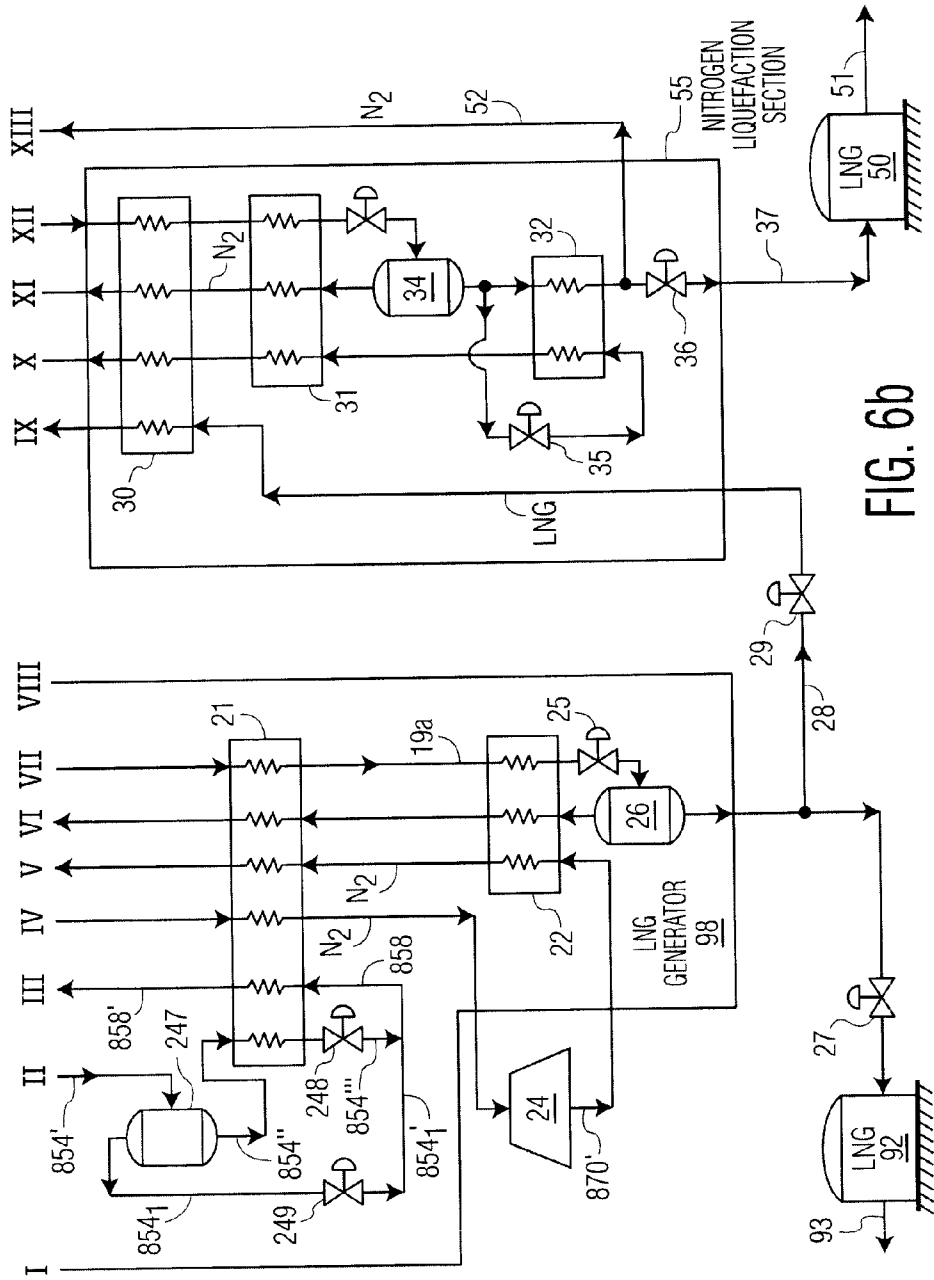 I II III IV V VI VII VIII IX X XI XII XIII
854'
247
854"
854₁
249
248
854'''
854₁'
858'
858
21
N₂
N₂
19a
22
25
26
24
870'
LNG
GENERATOR
98
27
LNG
92
93
28
29
30
N₂
31
34
32
35
36
LNG
N₂
52
55
NITROGEN
LIQUEFACTION
SECTION
37
LNG
50
51
FIG. 6b